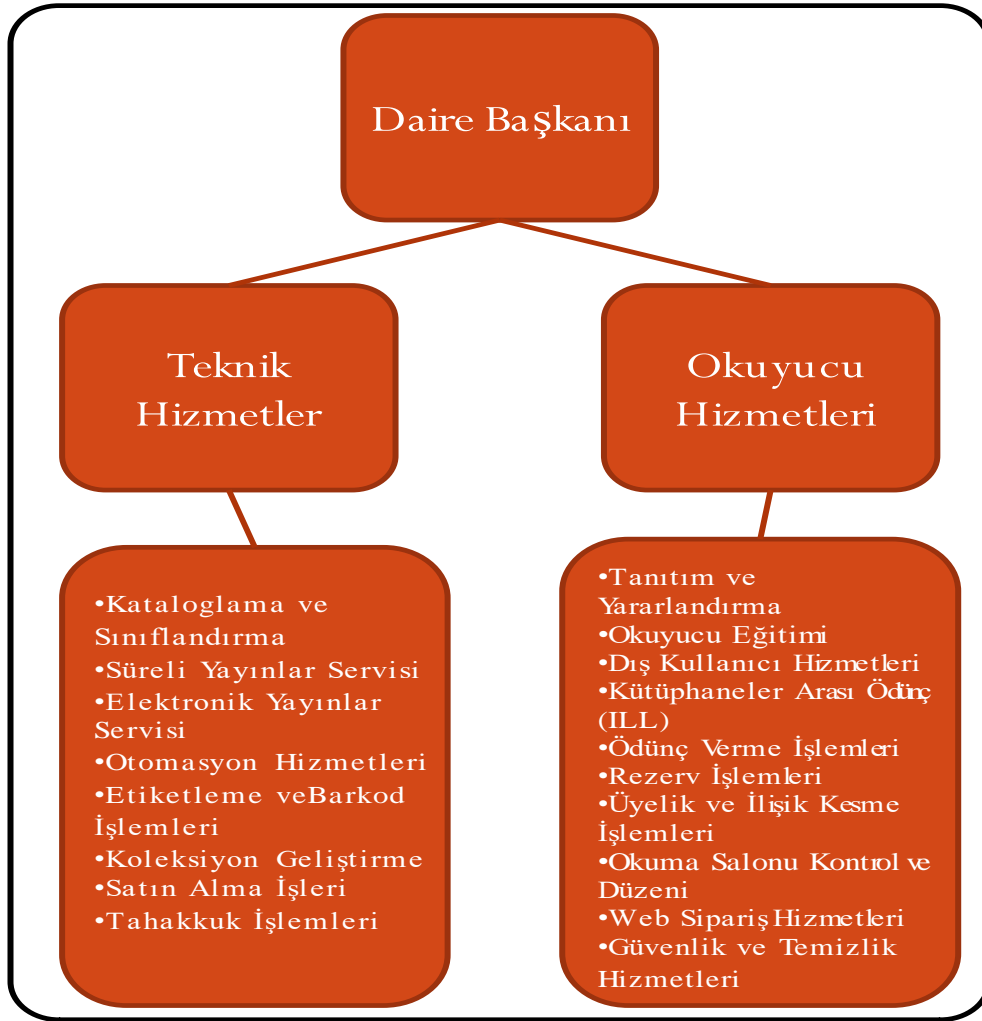 Daire Başkanı
Teknik
Hizmetler
Okuyucu
Hizmetleri
•Kataloglama ve
Sınıflandırma
•Süreli Yayınlar Servisi
•Elektronik Yayınlar
Servisi
•Otomasyon Hizmetleri
•Etiketleme veBarkod
İşlemleri
•Koleksiyon Geliştirme
•Satın Alma İşleri
•Tahakkuk İşlemleri
•Tanıtım ve
Yararlandırma
•Okuyucu Eğitimi
•Dış Kullanıcı Hizmetleri
•Kütüphaneler Arası Ödünç
(ILL)
•Ödünç Verme İşlemleri
•Rezerv İşlemleri
•Üyelik ve İlişik Kesme
İşlemleri
•Okuma Salonu Kontrol ve
Düzeni
•Web Sipariş Hizmetleri
•Güvenlik ve Temizlik
Hizmetleri